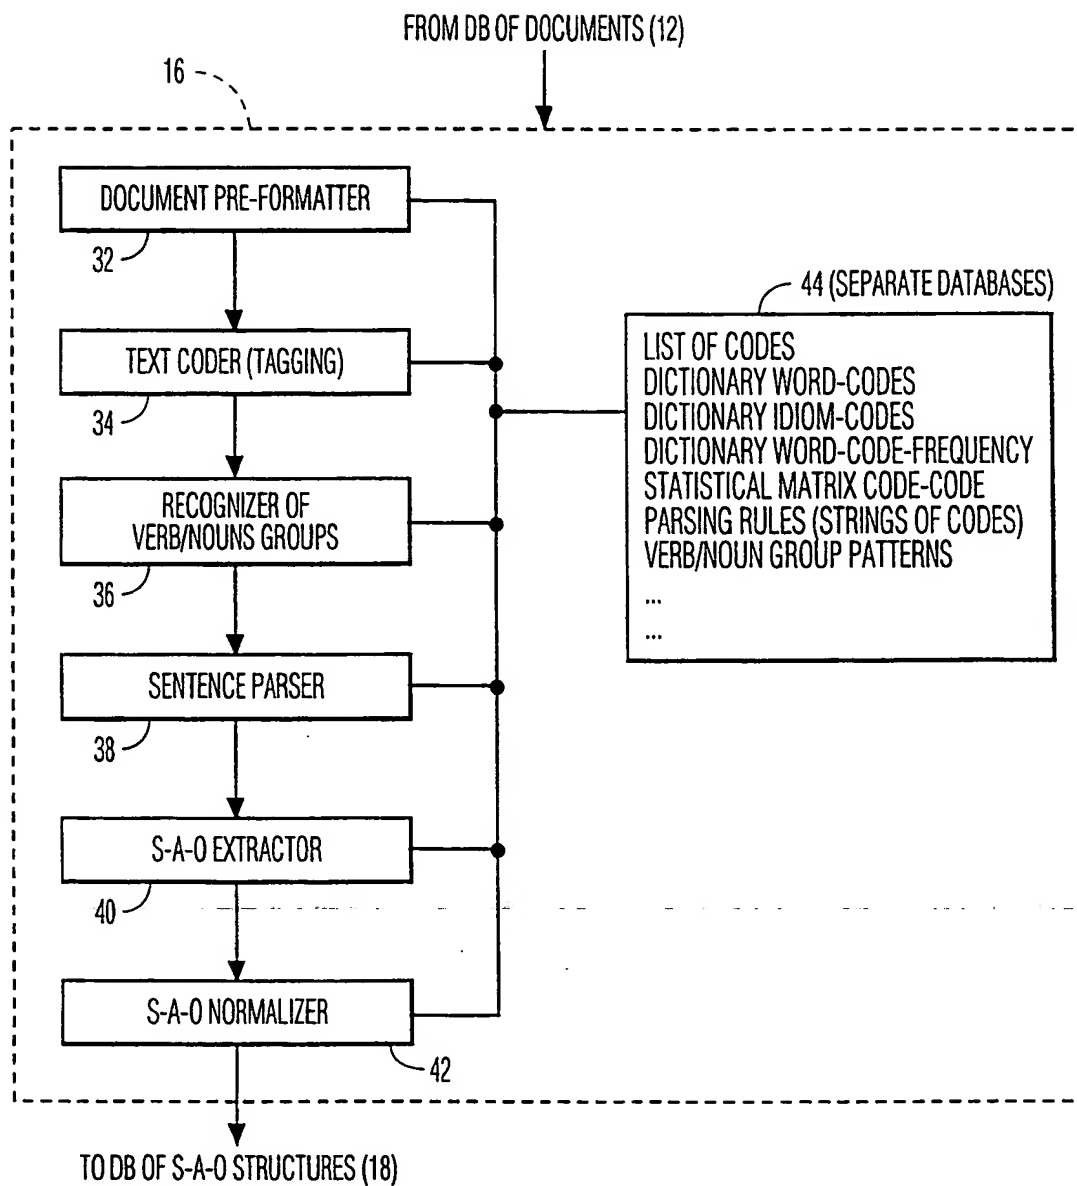 FROM DB OF DOCUMENTS (12)
16
DOCUMENT PRE-FORMATTER
32
44 (SEPARATE DATABASES)
TEXT CODER (TAGGING)
34
LIST OF CODES
DICTIONARY WORD-CODES
DICTIONARY IDIOM-CODES
DICTIONARY WORD-CODE-FREQUENCY
STATISTICAL MATRIX CODE-CODE
PARSING RULES (STRINGS OF CODES)
VERB/NOUN GROUP PATTERNS
...
...
RECOGNIZER OF
VERB/NOUNS GROUPS
36
SENTENCE PARSER
38
S-A-O EXTRACTOR
40
S-A-O NORMALIZER
42
TO DB OF S-A-O STRUCTURES (18)